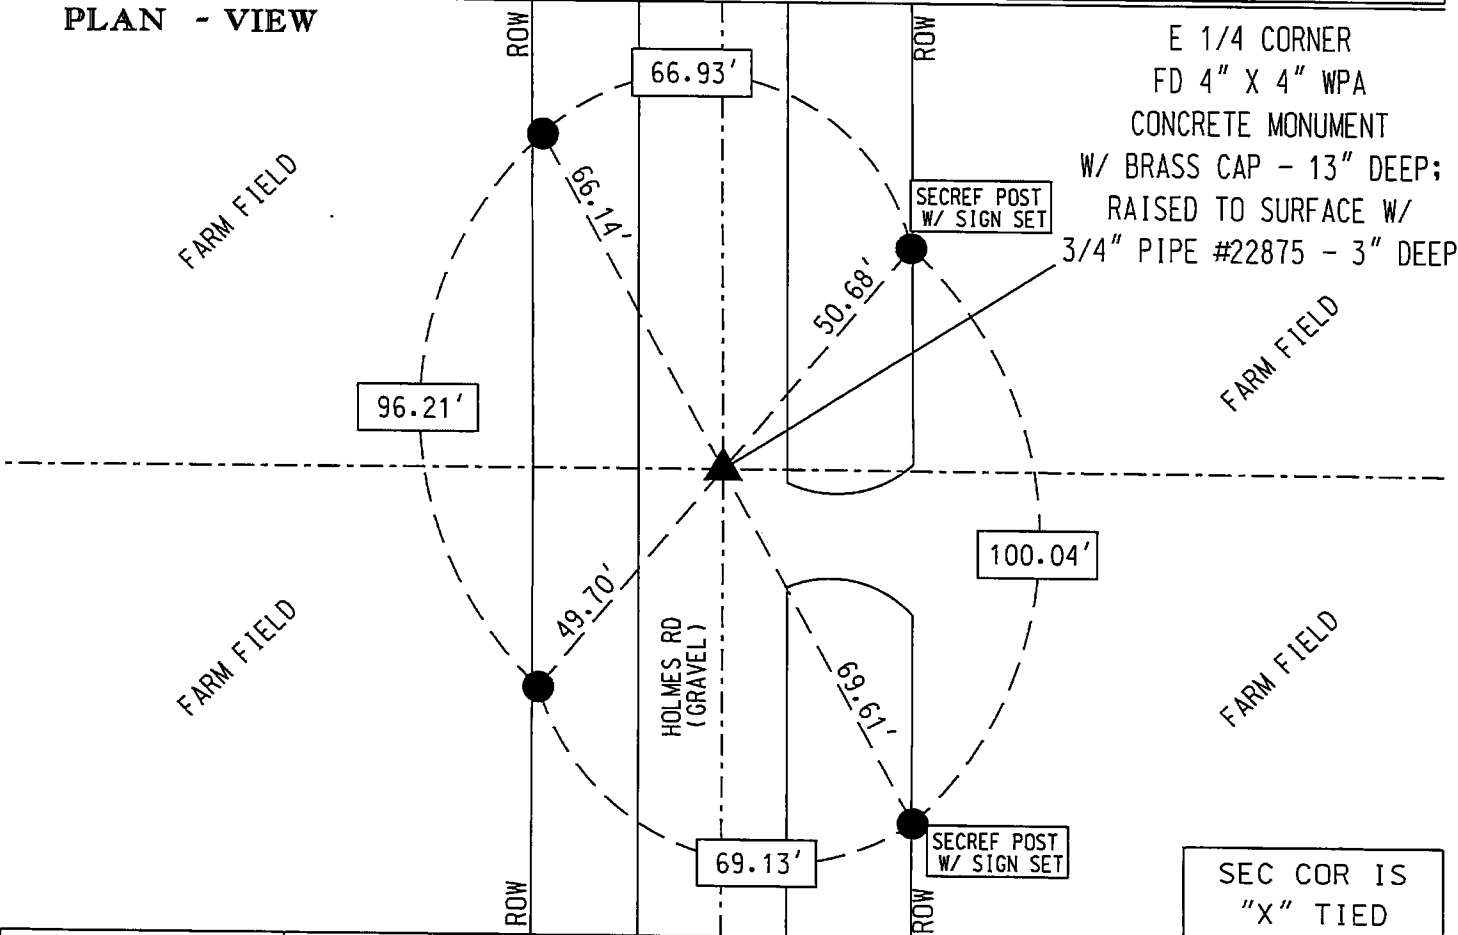 PLAN - VIEW
ROW
ROW
66.93'
E 1/4 CORNER
FD 4" X 4" WPA
CONCRETE MONUMENT
W/ BRASS CAP - 13" DEEP;
RAISED TO SURFACE W/
3/4" PIPE #22875 - 3" DEEP
FARM FIELD
66.14'
SECREF POST
W/ SIGN SET
50.68'
FARM FIELD
96.21'
100.04'
49.70'
FARM FIELD
HOLMES RD
(GRAVEL)
69.61'
FARM FIELD
69.13'
SECREF POST
W/ SIGN SET
ROW
ROW
SEC COR IS
"X" TIED